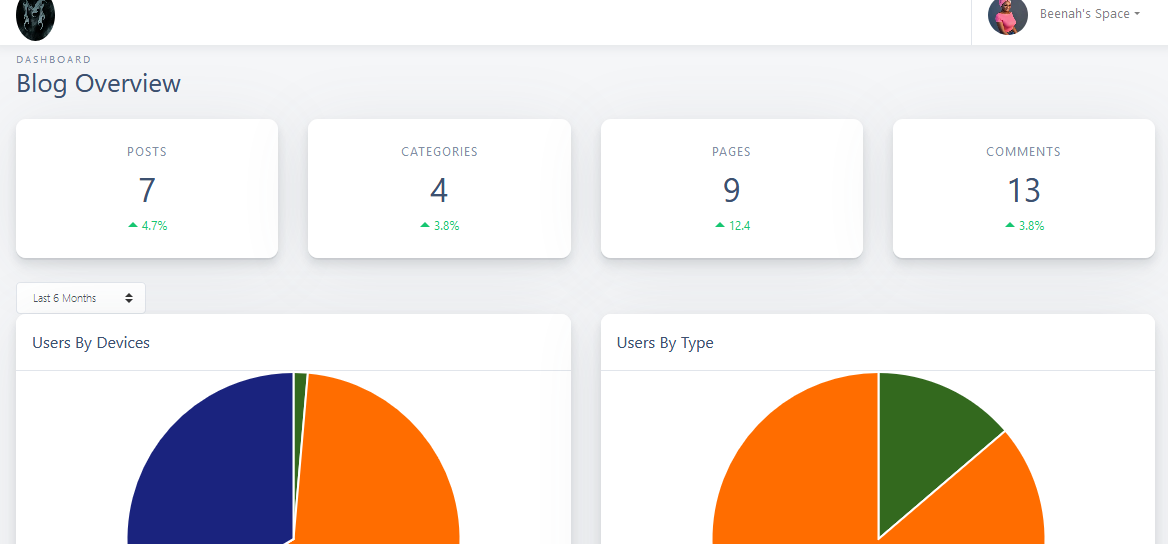 Beenah's Space
DASHBOARD
Blog Overview
POSTS
7
4.7%
CATEGORIES
4
3.8%
PAGES
9
12.4
COMMENTS
13
3.8%
Last 6 Months
Users By Devices
Users By Type